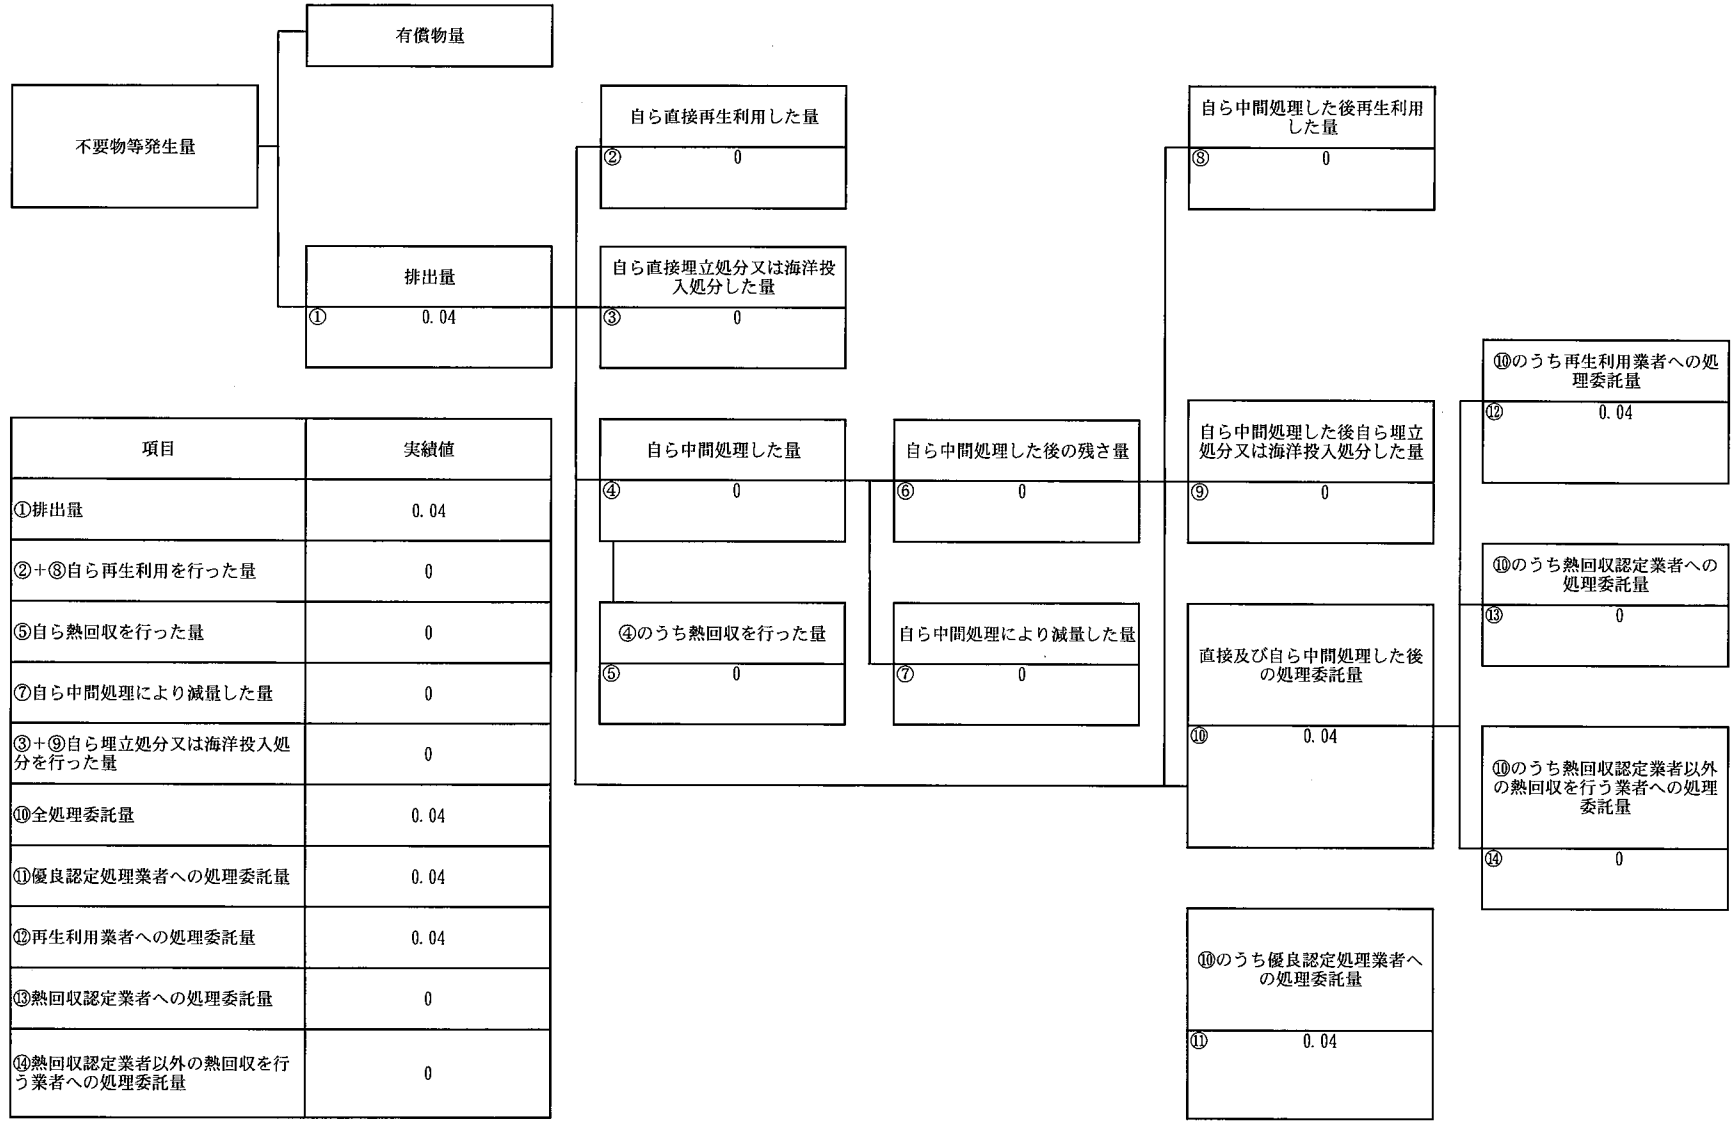 有償物量
不要物等発生量
排出量
① 0.04
自ら直接再生利用した量
② 0
自ら直接埋立処分又は海洋投
入処分した量
③ 0
自ら中間処理した量
④ 0
④のうち熱回収を行った量
⑤ 0
自ら中間処理した後の残さ量
⑥ 0
自ら中間処理により減量した量
⑦ 0
自ら中間処理した後再生利用
した量
⑧ 0
自ら中間処理した後自ら埋立
処分又は海洋投入処分した量
⑨ 0
直接及び自ら中間処理した後
の処理委託量
⑩ 0.04
⑩のうち優良認定処理業者へ
の処理委託量
⑪ 0.04
⑩のうち再生利用業者への処
理委託量
⑫ 0.04
⑩のうち熱回収認定業者への
処理委託量
⑬ 0
⑩のうち熱回収認定業者以外
の熱回収を行う業者への処理
委託量
⑭ 0
項目 実績値
①排出量 0.04
②+⑧自ら再生利用を行った量 0
⑤自ら熱回収を行った量 0
⑦自ら中間処理により減量した量 0
③+⑨自ら埋立処分又は海洋投入処
分を行った量 0
⑩全処理委託量 0.04
⑪優良認定処理業者への処理委託量 0.04
⑫再生利用業者への処理委託量 0.04
⑬熱回収認定業者への処理委託量 0
⑭熱回収認定業者以外の熱回収を行
う業者への処理委託量 0